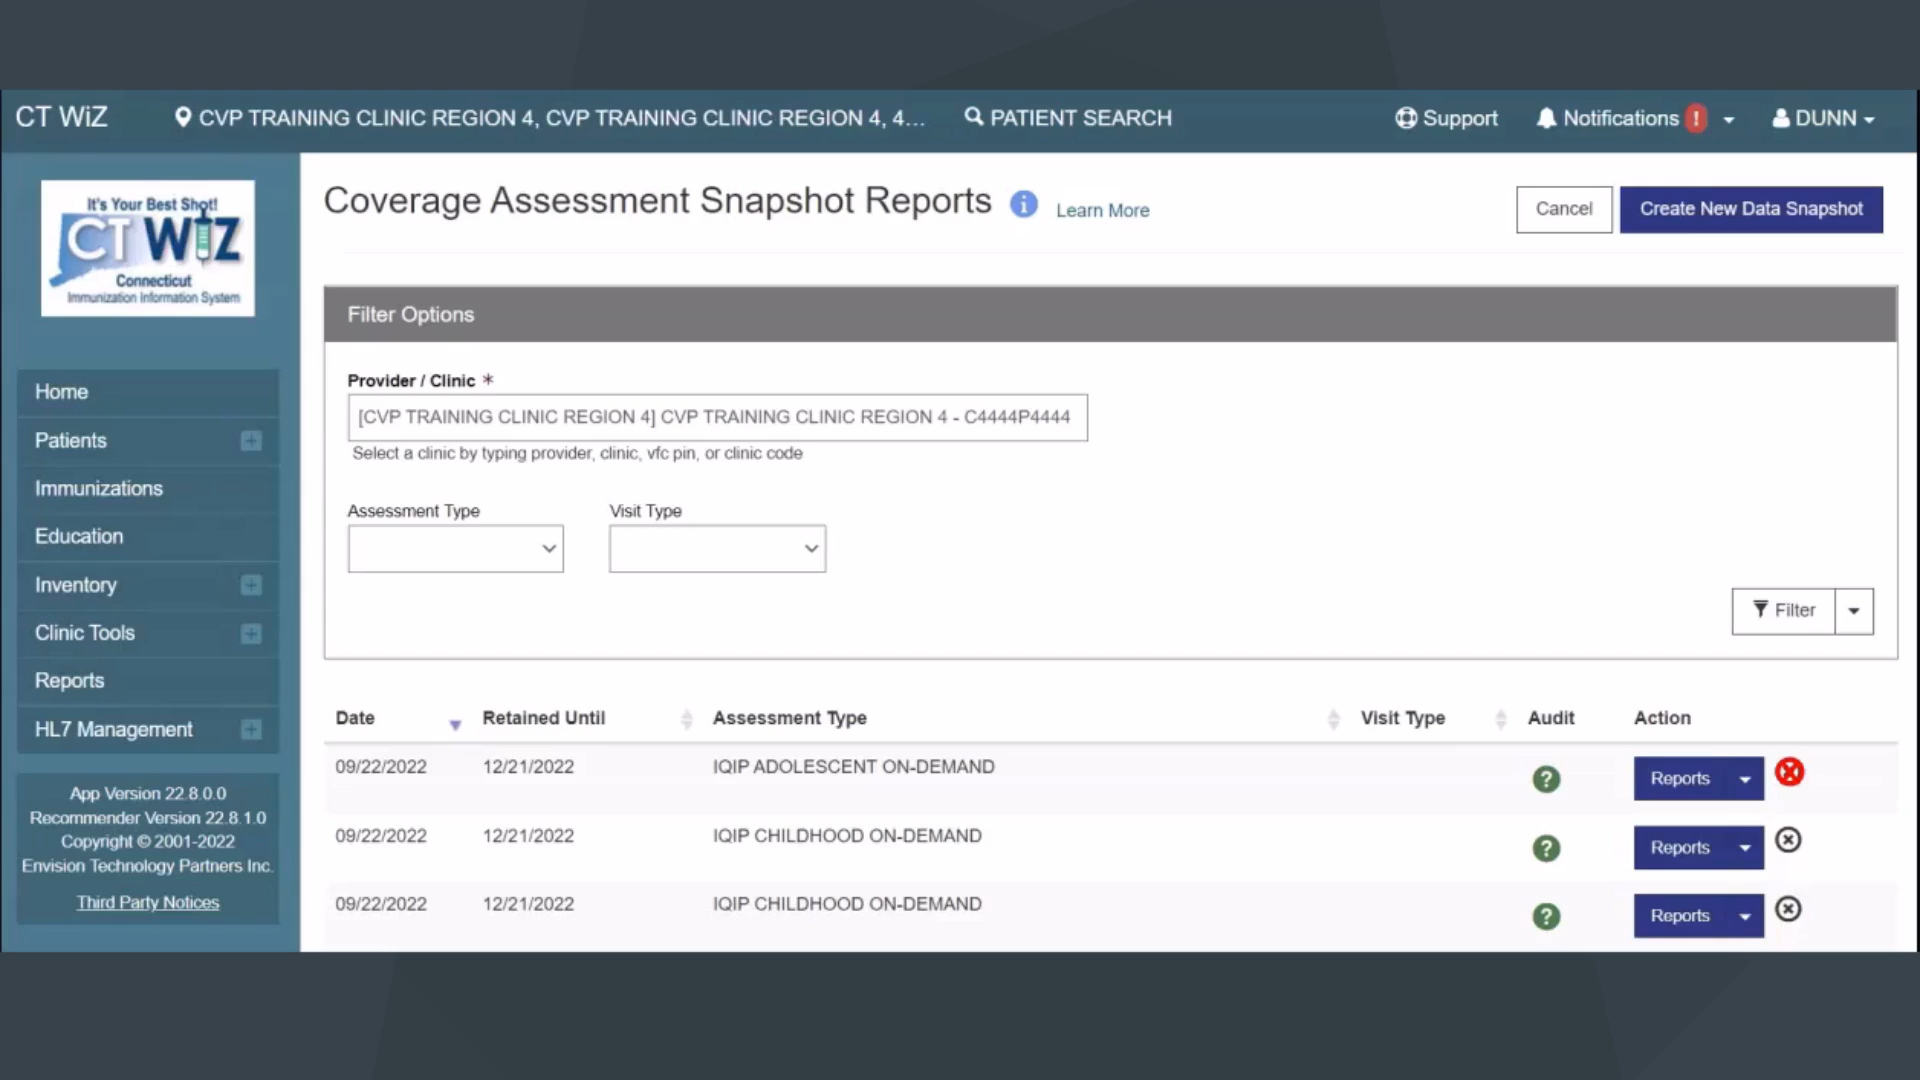 CT WiZ
CVP TRAINING CLINIC REGION 4, CVP TRAINING CLINIC REGION 4, 4...
PATIENT SEARCH
Support
Notifications !
DUNN
It's Your Best Shot!
CT WiZ
Connecticut
Immunization Information System
Home
Patients
Immunizations
Education
Inventory
Clinic Tools
Reports
HL7 Management
App Version 22.8.0.0
Recommender Version 22.8.1.0
Copyright © 2001-2022
Envision Technology Partners Inc.
Third Party Notices
Coverage Assessment Snapshot Reports i Learn More
Cancel
Create New Data Snapshot
Filter Options
Provider / Clinic *
[CVP TRAINING CLINIC REGION 4] CVP TRAINING CLINIC REGION 4 - C4444P4444
Select a clinic by typing provider, clinic, vfc pin, or clinic code
Assessment Type Visit Type
Filter
Date Retained Until Assessment Type Visit Type Audit Action
09/22/2022 12/21/2022 IQIP ADOLESCENT ON-DEMAND ? Reports
09/22/2022 12/21/2022 IQIP CHILDHOOD ON-DEMAND ? Reports
09/22/2022 12/21/2022 IQIP CHILDHOOD ON-DEMAND ? Reports